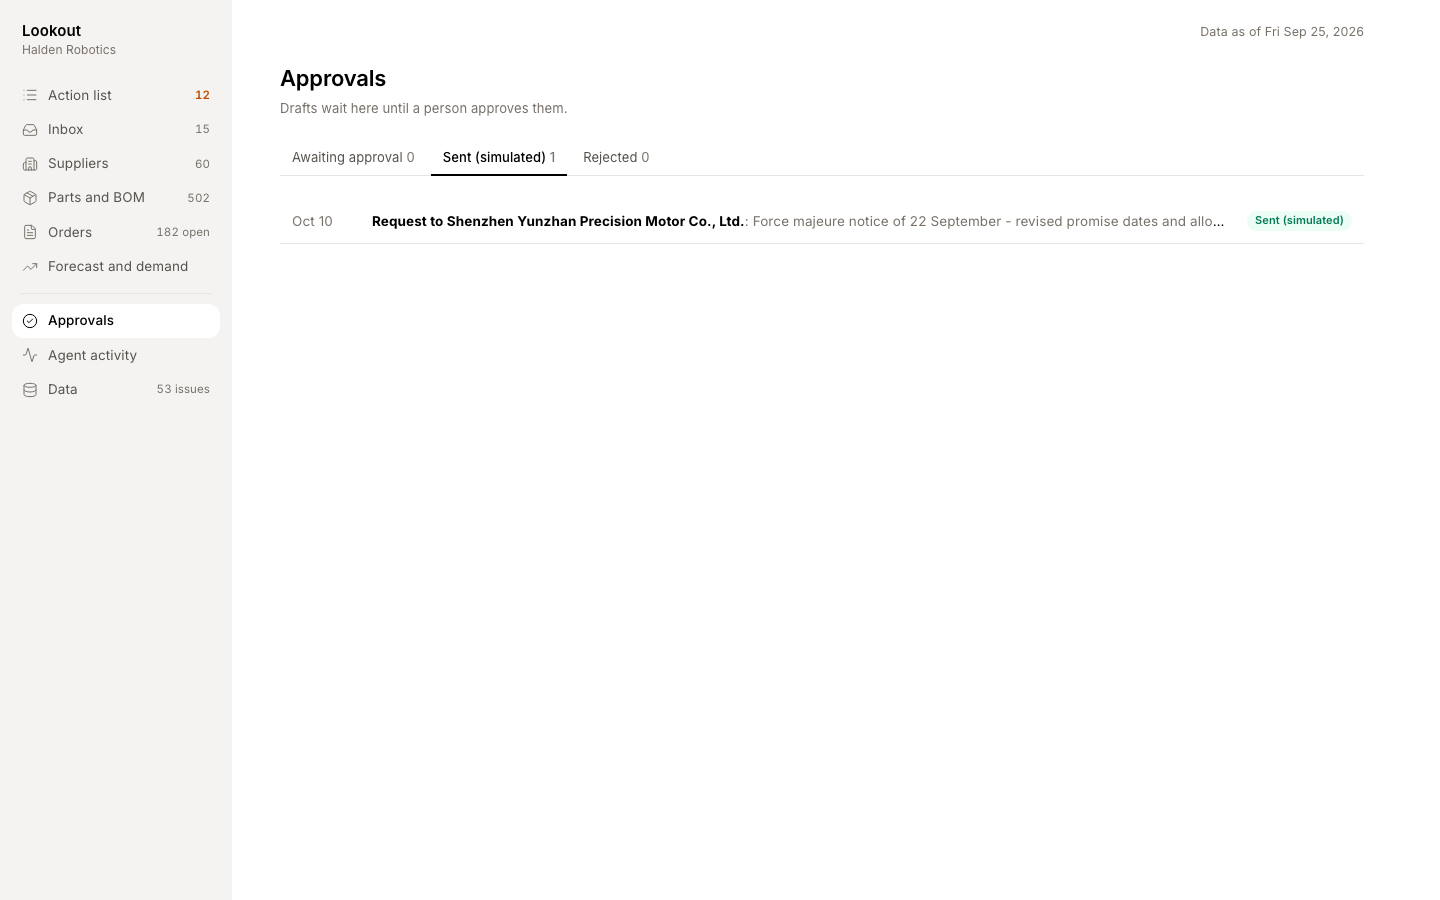 Lookout
Halden Robotics
Action list 12
Inbox 15
Suppliers 60
Parts and BOM 502
Orders 182 open
Forecast and demand
Approvals
Agent activity
Data 53 issues
Data as of Fri Sep 25, 2026
Approvals
Drafts wait here until a person approves them.
Awaiting approval 0 Sent (simulated) 1 Rejected 0
Oct 10 Request to Shenzhen Yunzhan Precision Motor Co., Ltd.: Force majeure notice of 22 September - revised promise dates and allo... Sent (simulated)